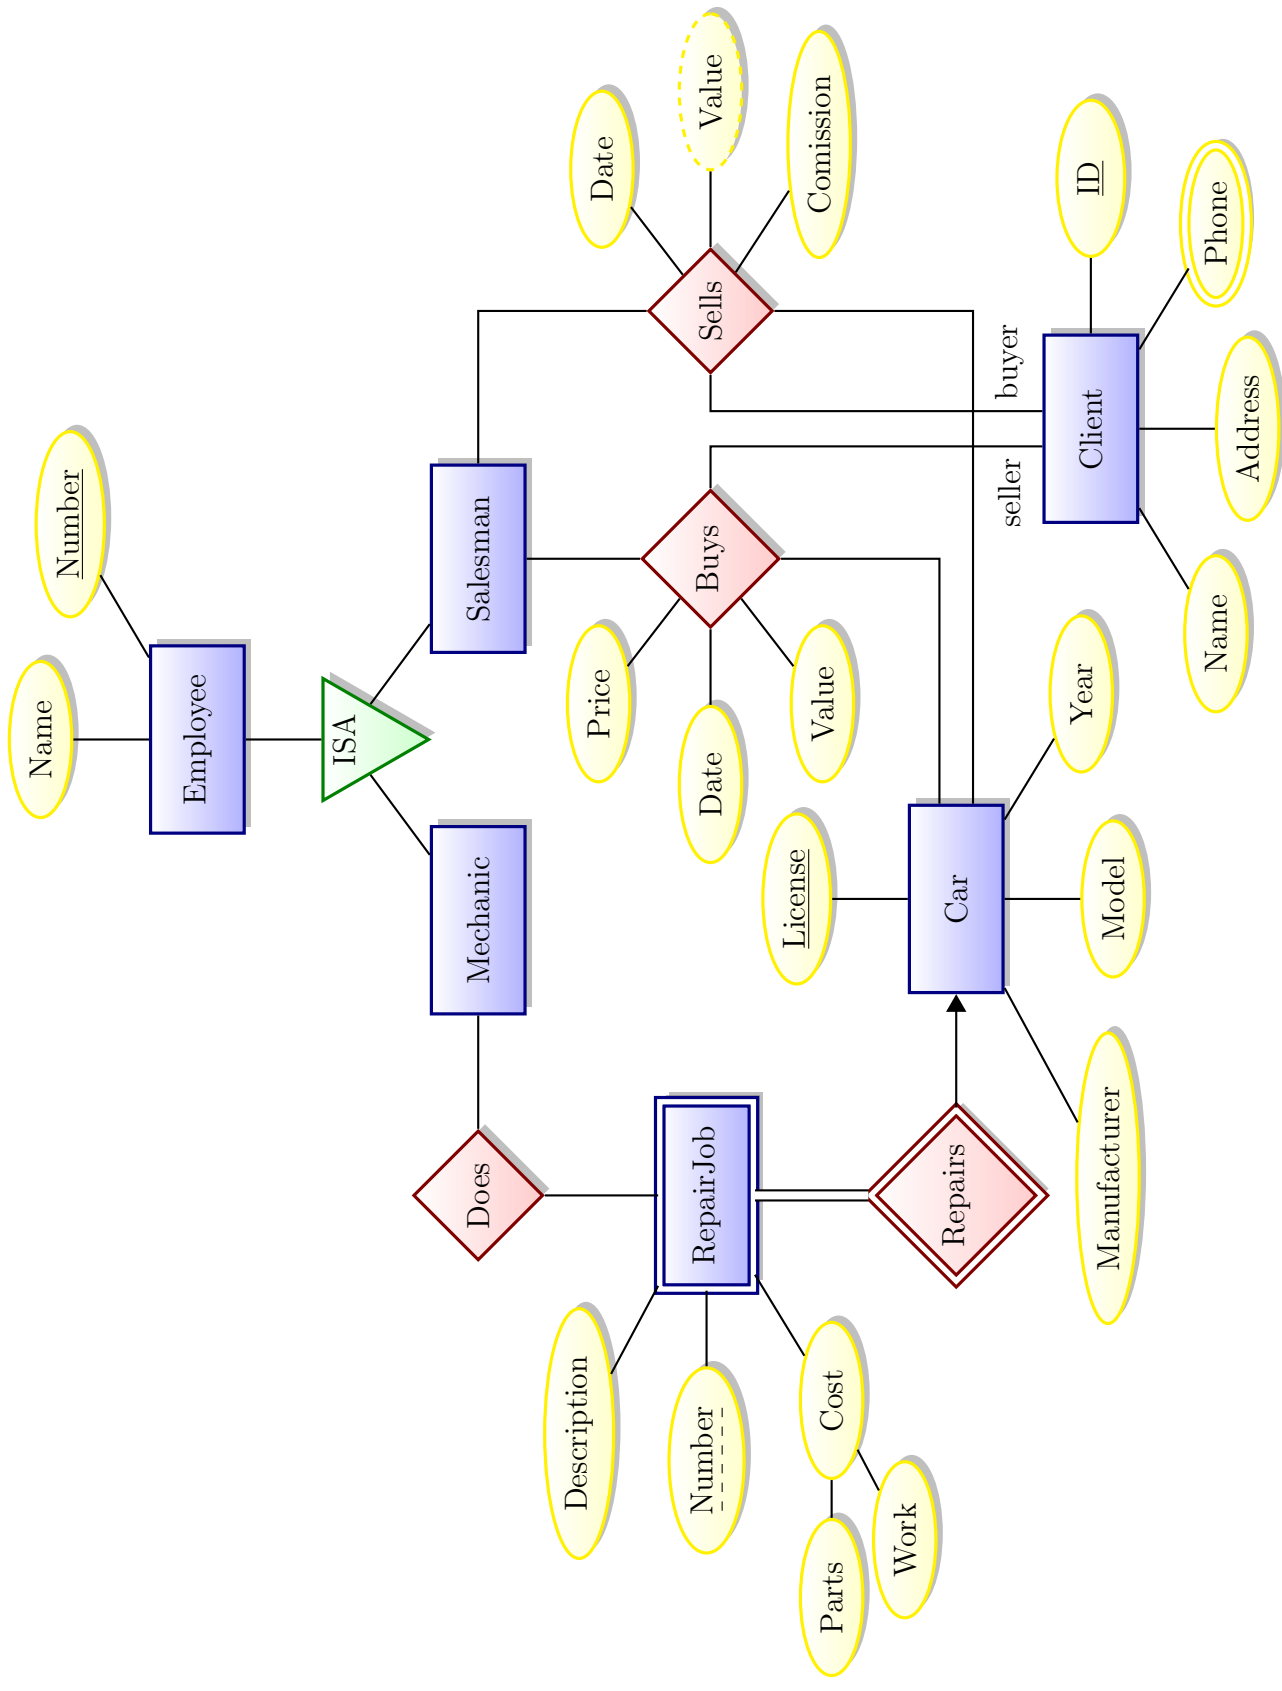 Name
Number
Employee
ISA
Does
Mechanic
Salesman
Description
Price
Date
Number
RepairJob
Date
Buys
Sells
Value
License
Parts
Cost
Value
Comission
Work
Repairs
Car
seller
buyer
Manufacturer
Model
Year
Client
ID
Name
Address
Phone